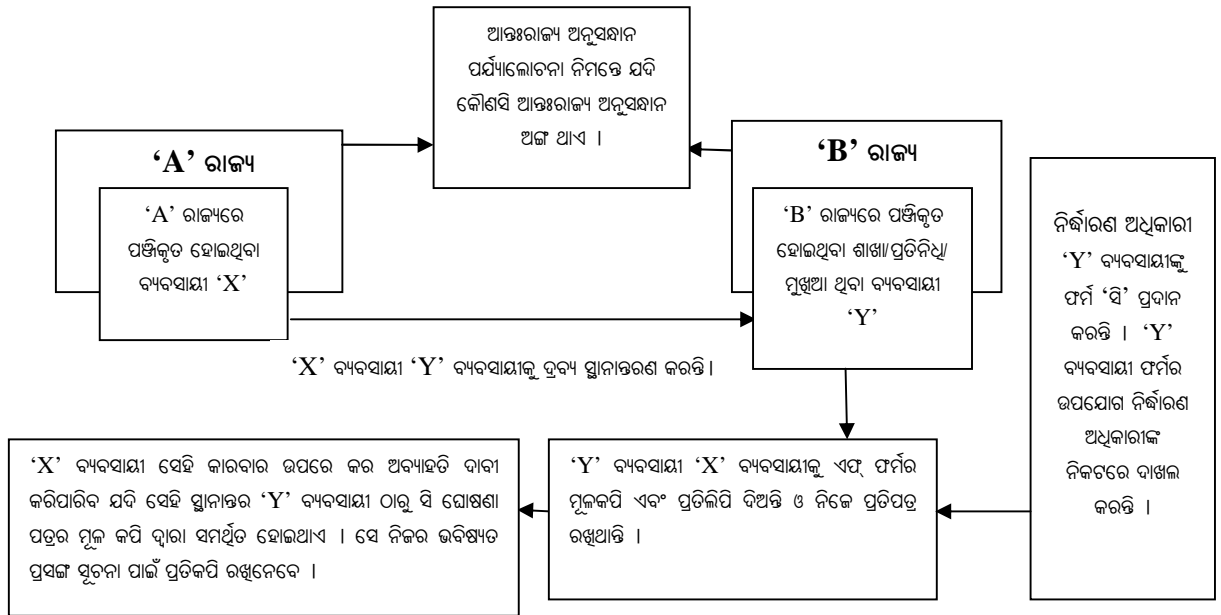 ଆନ୍ତଃରାଜ୍ୟ ଅନୁସନ୍ଧାନ
ପର୍ଯ୍ୟାଲୋଚନା ନିମନ୍ତେ ଯଦି
କୌଣସି ଆନ୍ତଃରାଜ୍ୟ ଅନୁସନ୍ଧାନ
ଅଙ୍ଗ ଥାଏ ।
‘A’ ରାଜ୍ୟ
‘A’ ରାଜ୍ୟରେ
ପଞ୍ଜିକୃତ ହୋଇଥିବା
ବ୍ୟବସାୟୀ ‘X’
‘B’ ରାଜ୍ୟ
‘B’ ରାଜ୍ୟରେ ପଞ୍ଜିକୃତ
ହୋଇଥିବା ଶାଖା/ପ୍ରତିନିଧି/
ମୁଖିଆ ଥିବା ବ୍ୟବସାୟୀ
‘Y’
ନିର୍ଦ୍ଧାରଣ ଅଧିକାରୀ
‘Y’ ବ୍ୟବସାୟୀଙ୍କୁ
ଫର୍ମ ‘ସି’ ପ୍ରଦାନ
କରନ୍ତି । ‘Y’
ବ୍ୟବସାୟୀ ଫର୍ମର
ଉପଯୋଗ ନିର୍ଦ୍ଧାରଣ
ଅଧିକାରୀଙ୍କ
ନିକଟରେ ଦାଖଲ
କରନ୍ତି ।
‘X’ ବ୍ୟବସାୟୀ ‘Y’ ବ୍ୟବସାୟୀକୁ ଦ୍ରବ୍ୟ ସ୍ଥାନାନ୍ତରଣ କରନ୍ତି।
‘X’ ବ୍ୟବସାୟୀ ସେହି କାରବାର ଉପରେ କର ଅବ୍ୟାହତି ଦାବୀ
କରିପାରିବ ଯଦି ସେହି ସ୍ଥାନାନ୍ତର ‘Y’ ବ୍ୟବସାୟୀ ଠାରୁ ସି ଘୋଷଣା
ପତ୍ରର ମୂଳ କପି ଦ୍ୱାରା ସମର୍ଥିତ ହୋଇଥାଏ । ସେ ନିଜର ଭବିଷ୍ୟତ
ପ୍ରସଙ୍ଗ ସୂଚନା ପାଇଁ ପ୍ରତିକପି ରଖିନେବେ ।
‘Y’ ବ୍ୟବସାୟୀ ‘X’ ବ୍ୟବସାୟୀକୁ ଏଫ୍ ଫର୍ମର
ମୂଳକପି ଏବଂ ପ୍ରତିଲିପି ଦିଅନ୍ତି ଓ ନିଜେ ପ୍ରତିପତ୍ର
ରଖିଥାନ୍ତି ।